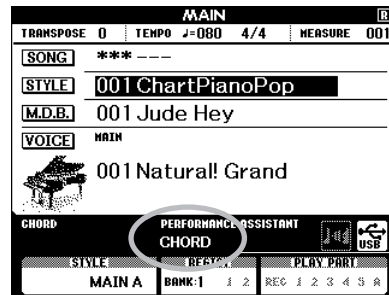 MAIN
R
TRANSPOSE 0 TEMPO ♩=080 4/4 MEASURE 001
SONG *** ---
STYLE 001 ChartPianoPop
M.D.B. 001 Jude Hey
VOICE MAIN
001 Natural! Grand
CHORD PERFORMANCE ASSISTANT
CHORD
USB
STYLE REGIST PLAY PART
MAIN A BANK:1 1 2 REC 1 2 3 4 5 A